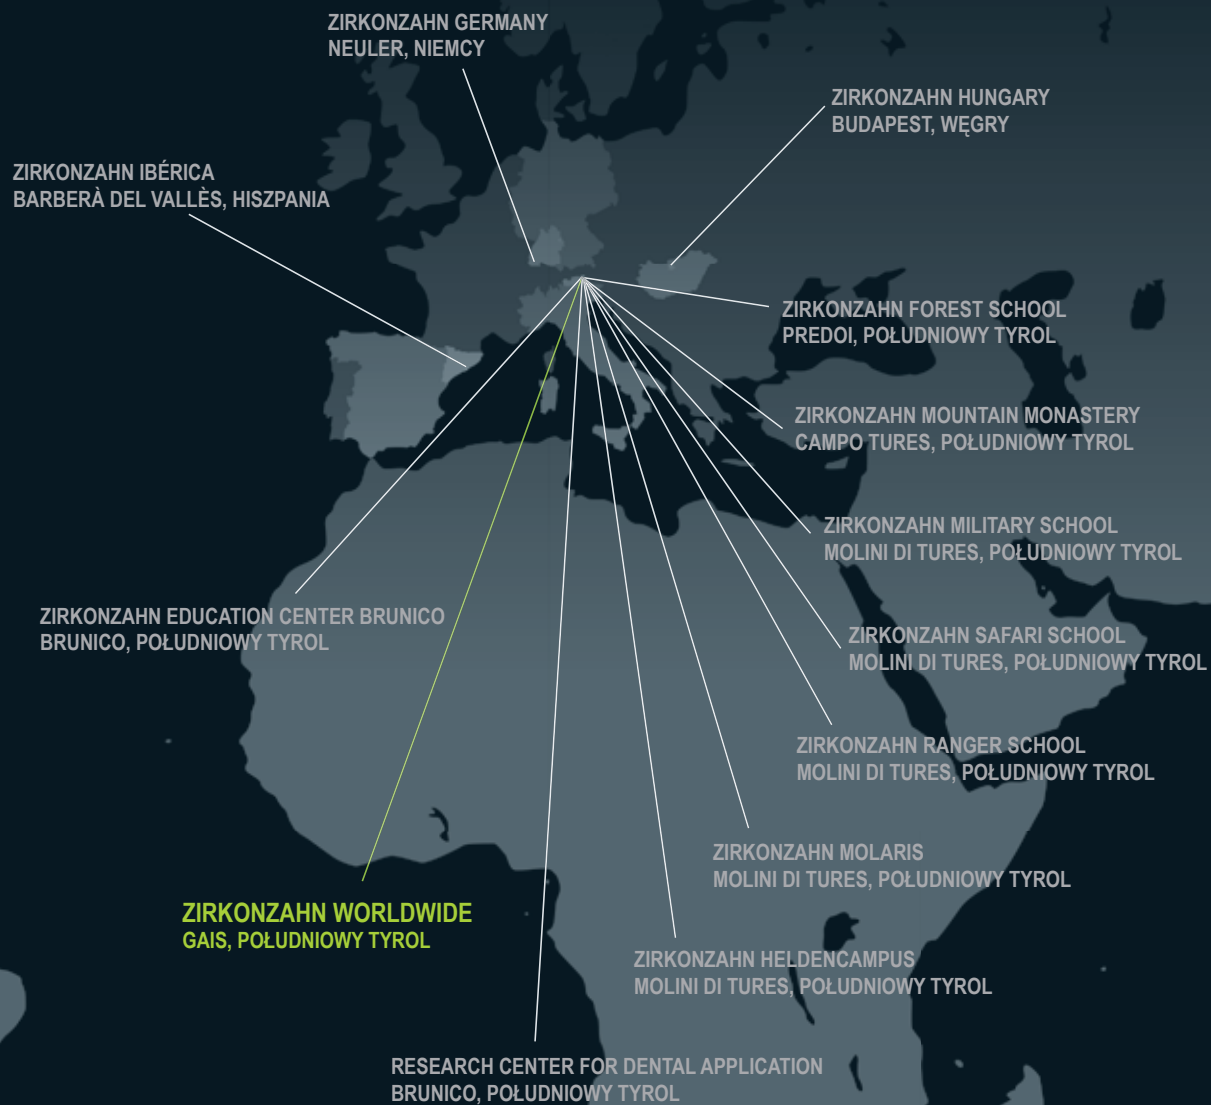 ZIRKONZAHN GERMANY
NEULER, NIEMCY
ZIRKONZAHN HUNGARY
BUDAPEST, WĘGRY
ZIRKONZAHN IBÉRICA
BARBERÀ DEL VALLÈS, HISZPANIA
ZIRKONZAHN FOREST SCHOOL
PREDOI, POŁUDNIOWY TYROL
ZIRKONZAHN MOUNTAIN MONASTERY
CAMPO TURES, POŁUDNIOWY TYROL
ZIRKONZAHN MILITARY SCHOOL
MOLINI DI TURES, POŁUDNIOWY TYROL
ZIRKONZAHN EDUCATION CENTER BRUNICO
BRUNICO, POŁUDNIOWY TYROL
ZIRKONZAHN SAFARI SCHOOL
MOLINI DI TURES, POŁUDNIOWY TYROL
ZIRKONZAHN RANGER SCHOOL
MOLINI DI TURES, POŁUDNIOWY TYROL
ZIRKONZAHN MOLARIS
MOLINI DI TURES, POŁUDNIOWY TYROL
ZIRKONZAHN WORLDWIDE
GAIS, POŁUDNIOWY TYROL
ZIRKONZAHN HELDENCAMPUS
MOLINI DI TURES, POŁUDNIOWY TYROL
RESEARCH CENTER FOR DENTAL APPLICATION
BRUNICO, POŁUDNIOWY TYROL